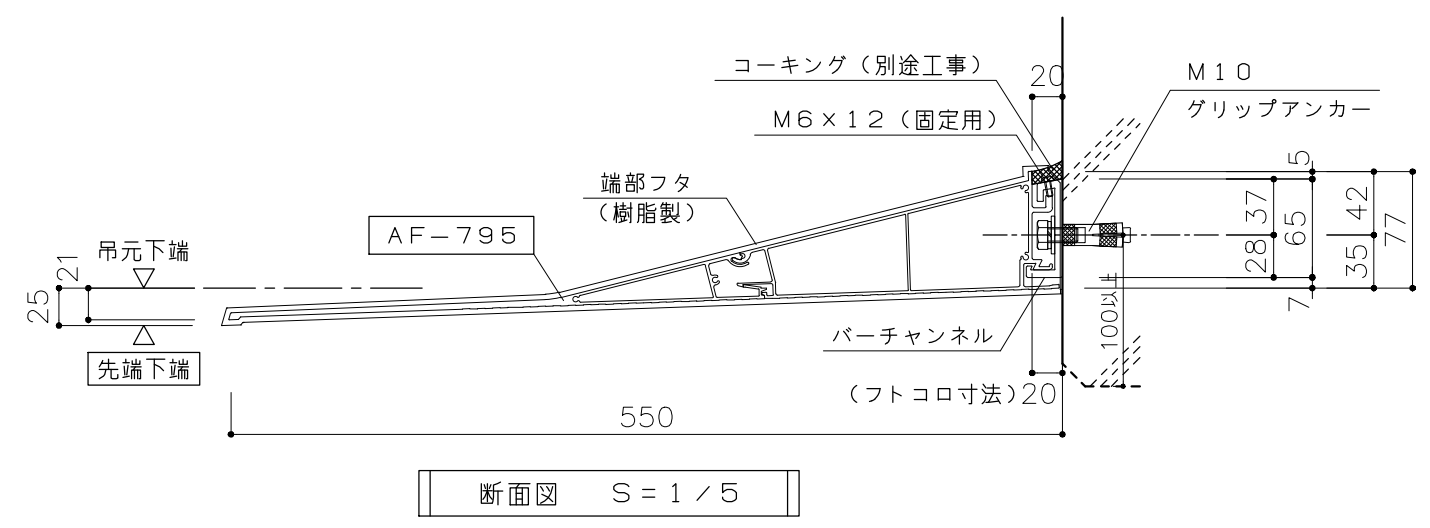 コーキング（別途工事）
20
M10
グリップアンカー
M6×12（固定用）
端部フタ
（樹脂製）
AF-795
吊元下端
21
25
先端下端
5
37
65
42
77
28
35
7
100以上
バーチャンネル
（フトコロ寸法）20
550
断面図　S=1/5